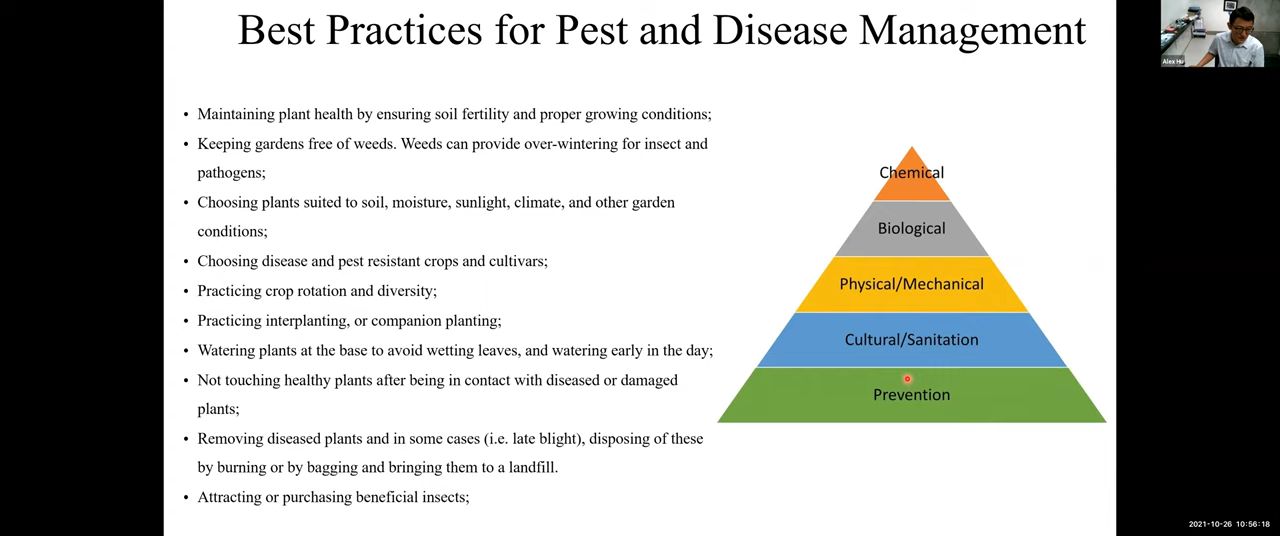 Best Practices for Pest and Disease Management
• Maintaining plant health by ensuring soil fertility and proper growing conditions;
• Keeping gardens free of weeds. Weeds can provide over-wintering for insect and
pathogens;
• Choosing plants suited to soil, moisture, sunlight, climate, and other garden
conditions;
• Choosing disease and pest resistant crops and cultivars;
• Practicing crop rotation and diversity;
• Practicing interplanting, or companion planting;
• Watering plants at the base to avoid wetting leaves, and watering early in the day;
• Not touching healthy plants after being in contact with diseased or damaged
plants;
• Removing diseased plants and in some cases (i.e. late blight), disposing of these
by burning or by bagging and bringing them to a landfill.
• Attracting or purchasing beneficial insects;
Chemical
Biological
Physical/Mechanical
Cultural/Sanitation
Prevention
Alex Hu
2021-10-26 10:56:18